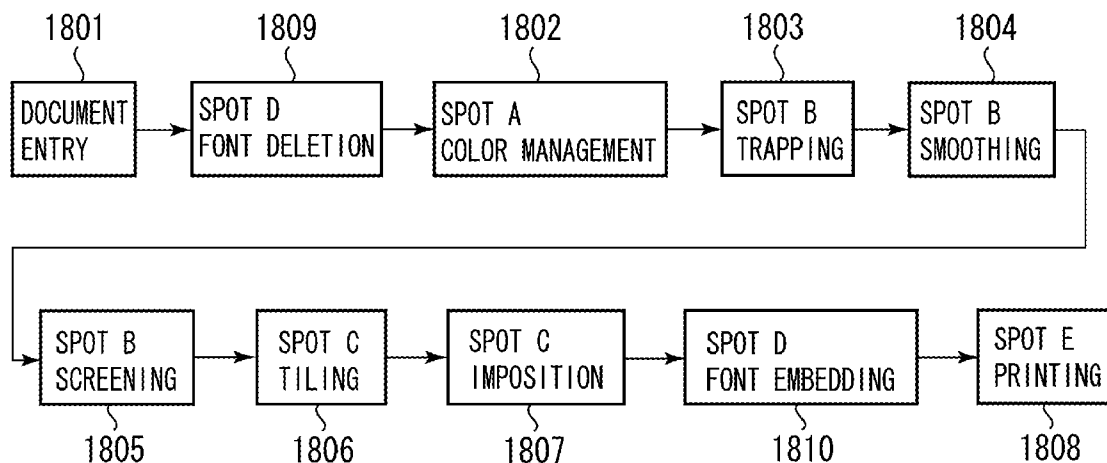 1801
1809
1802
1803
1804
DOCUMENT
ENTRY
SPOT D
FONT DELETION
SPOT A
COLOR MANAGEMENT
SPOT B
TRAPPING
SPOT B
SMOOTHING
SPOT B
SCREENING
SPOT C
TILING
SPOT C
IMPOSITION
SPOT D
FONT EMBEDDING
SPOT E
PRINTING
1805
1806
1807
1810
1808